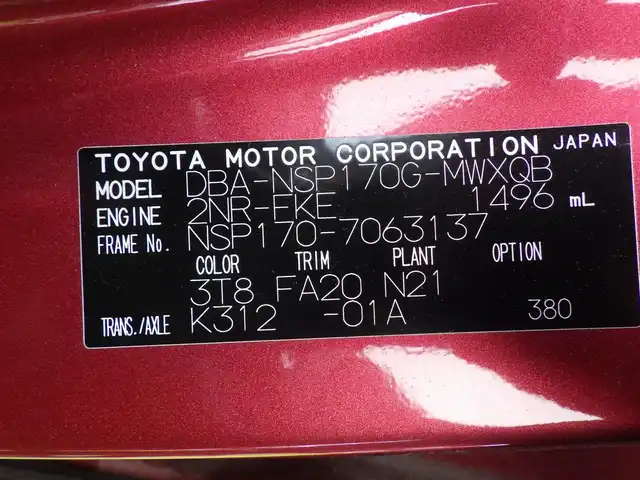 TOYOTA MOTOR CORPORATION JAPAN
MODEL DBA-NSP170G-MWXQB
ENGINE 2NR-FKE 1496 mL
FRAME No. NSP170-7063137
COLOR TRIM PLANT OPTION
3T8 FA20 N21
TRANS./AXLE K312 -01A 380